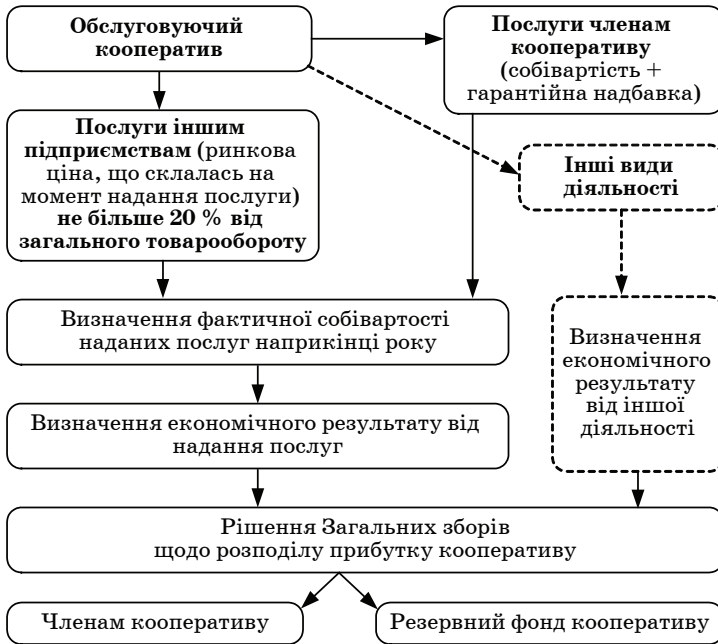 Обслуговуючий
кооператив
Послуги членам
кооперативу
(собівартість +
гарантійна надбавка)
Послуги іншим
підприємствам (ринкова
ціна, що склалась на
момент надання послуги)
не більше 20 % від
загального товарообороту
Інші види
діяльності
Визначення фактичної собівартості
наданих послуг наприкінці року
Визначення
економічного
результату
від іншої
діяльності
Визначення економічного результату від
надання послуг
Рішення Загальних зборів
щодо розподілу прибутку кооперативу
Членам кооперативу
Резервний фонд кооперативу